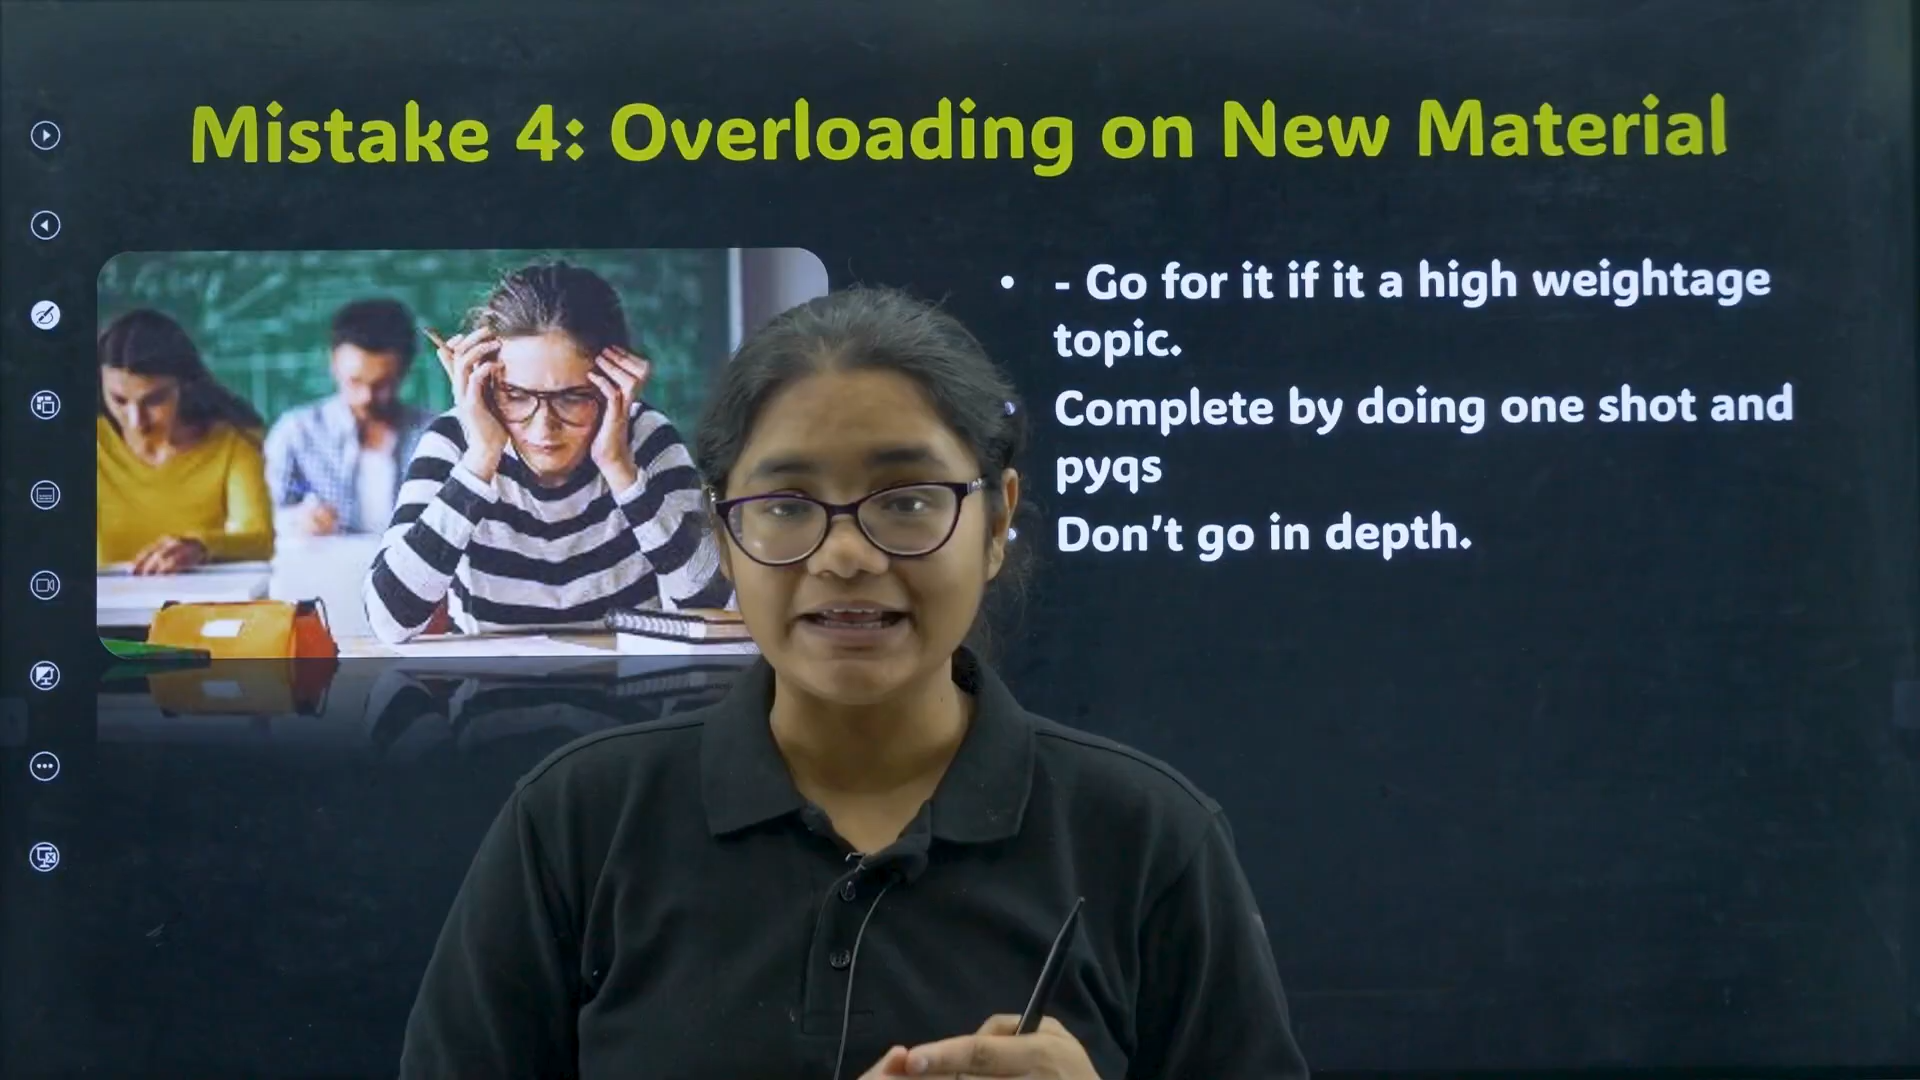 Mistake 4: Overloading on New Material
- Go for it if it a high weightage
topic.
Complete by doing one shot and
pyqs
Don't go in depth.